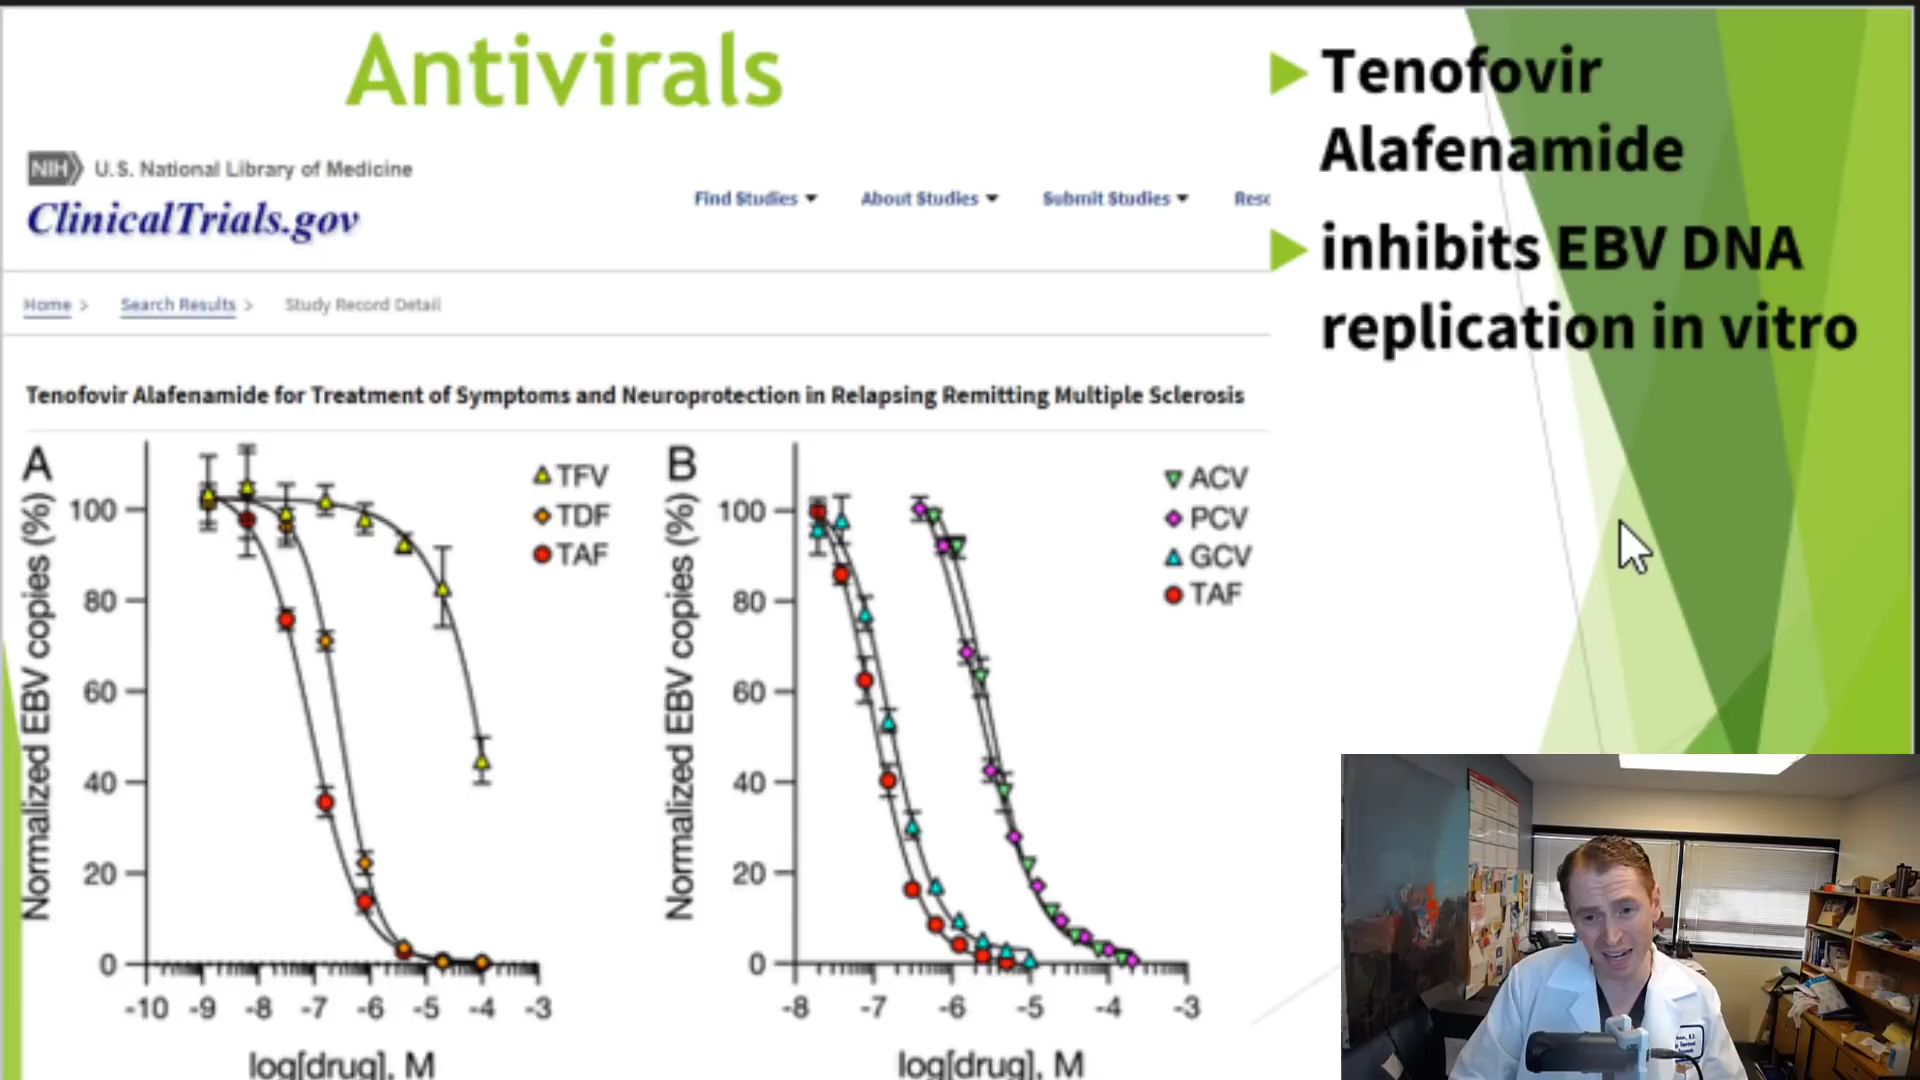 Antivirals
NIH U.S. National Library of Medicine
ClinicalTrials.gov
Find Studies
About Studies
Submit Studies
Home >
Search Results >
Study Record Detail
Tenofovir Alafenamide for Treatment of Symptoms and Neuroprotection in Relapsing Remitting Multiple Sclerosis
Tenofovir
Alafenamide
inhibits EBV DNA
replication in vitro
A
Normalized EBV copies (%)
100
80
60
40
20
0
TFV
TDF
TAF
-10 -9 -8 -7 -6 -5 -4 -3
log[drug], M
B
Normalized EBV copies (%)
100
80
60
40
20
0
ACV
PCV
GCV
TAF
-8 -7 -6 -5 -4 -3
log[drug], M